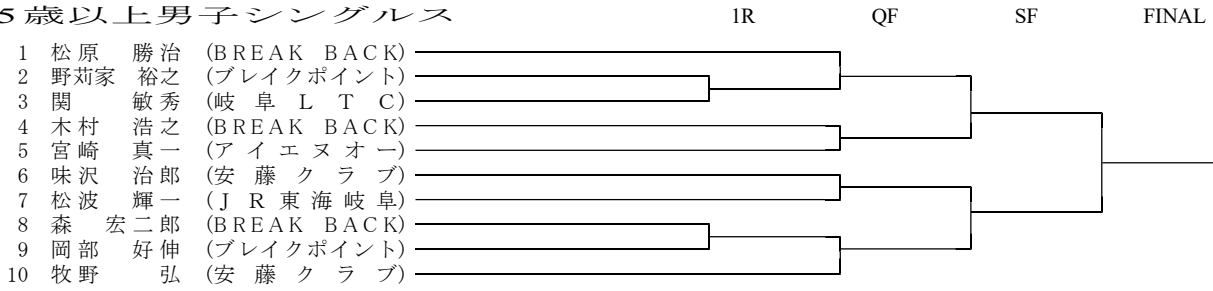 5歳以上男子シングルス 1R QF SF FINAL
1 松原 勝治 (BREAK BACK)
2 野苅家 裕之 (ブレイクポイント)
3 関 敏秀 (岐阜LTC)
4 木村 浩之 (BREAK BACK)
5 宮崎 真一 (アイエヌオー)
6 味沢 治郎 (安藤クラブ)
7 松波 輝一 (JR東海岐阜)
8 森 宏二郎 (BREAK BACK)
9 岡部 好伸 (ブレイクポイント)
10 牧野 弘 (安藤クラブ)